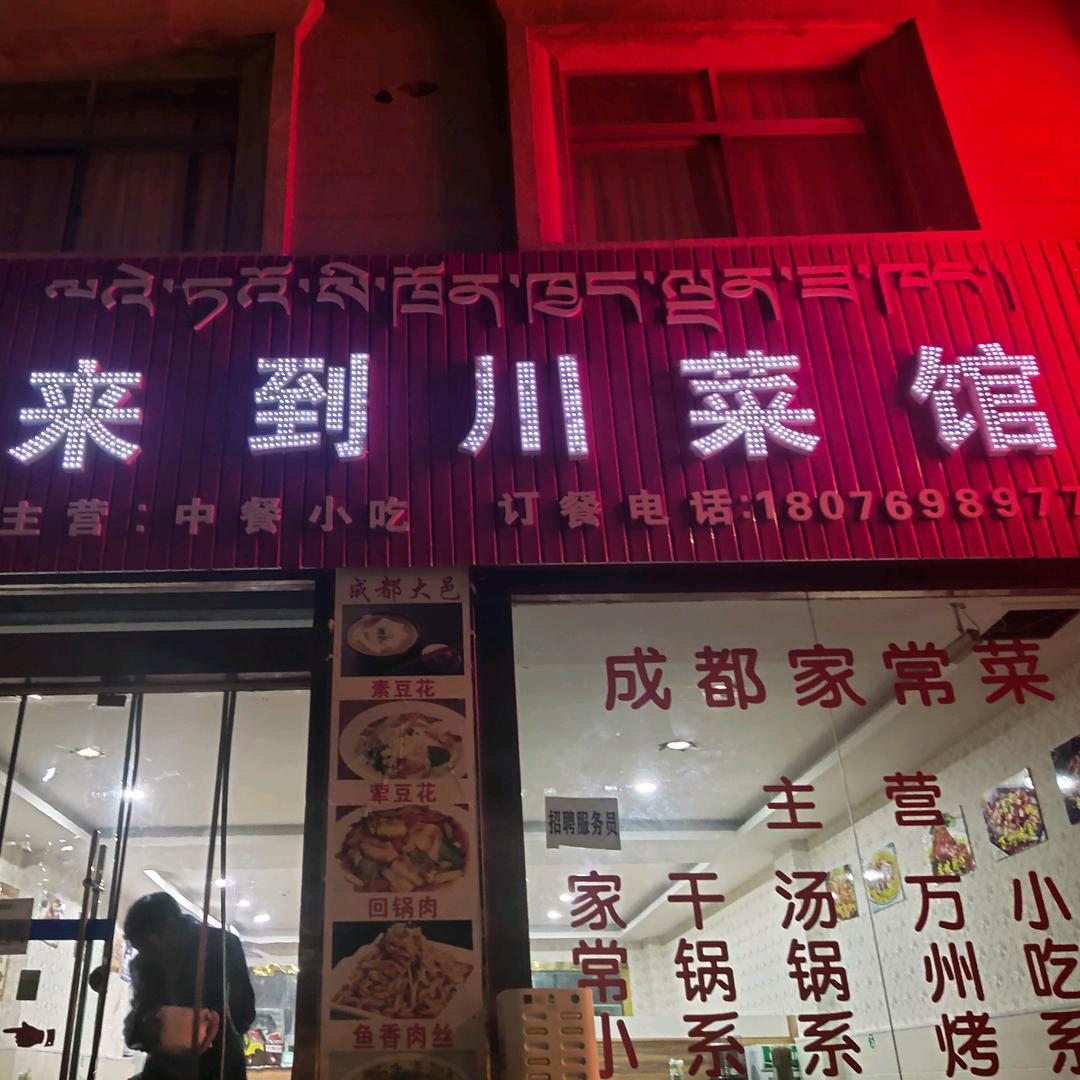 ལའེ་ཏའོ་སི་ཁྲོན་ཁ་ཟས་ལྡན་ཟ་ཁང་།
来到川菜馆
主营:中餐小吃 订餐电话:1807698977
成都大邑
素豆花
荤豆花
回锅肉
鱼香肉丝
成都家常菜
主营
招聘服务员
家常小
干锅系
汤锅系
万州烤
小吃系